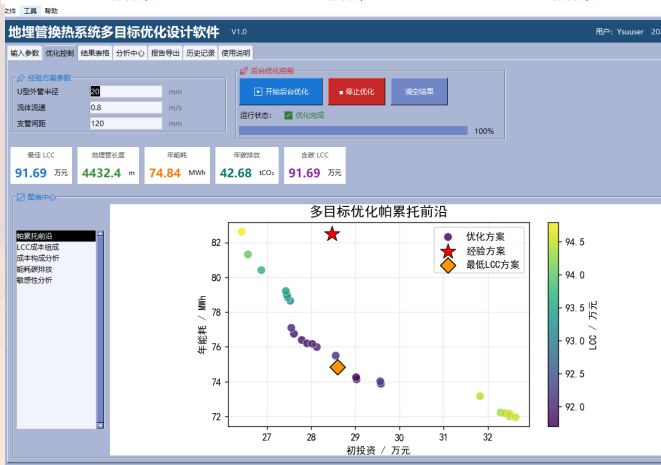 文件 工具 帮助
地埋管换热系统多目标优化设计软件 V1.0 用户: Ysuuser 202
输入参数 优化控制 结果表格 分析中心 报告导出 历史记录 使用说明
经验方案参数
U型外管半径 20 mm
流体流速 0.8 m/s
支管间距 120 mm
后台优化控制
开始后台优化 停止优化 清空结果
运行状态: 优化完成
100%
最佳 LCC
91.69 万元
地埋管长度
4432.4 m
年能耗
74.84 MWh
年碳排放
42.68 tCO₂
含碳 LCC
91.69 万元
图表中心
帕累托前沿
LCC成本组成
成本构成分析
能耗碳排放
敏感性分析
多目标优化帕累托前沿
优化方案
经验方案
最低LCC方案
年能耗 / MWh
82
80
78
76
74
72
27 28 29 30 31 32
初投资 / 万元
94.5
94.0
93.5
93.0
92.5
92.0
LCC / 万元